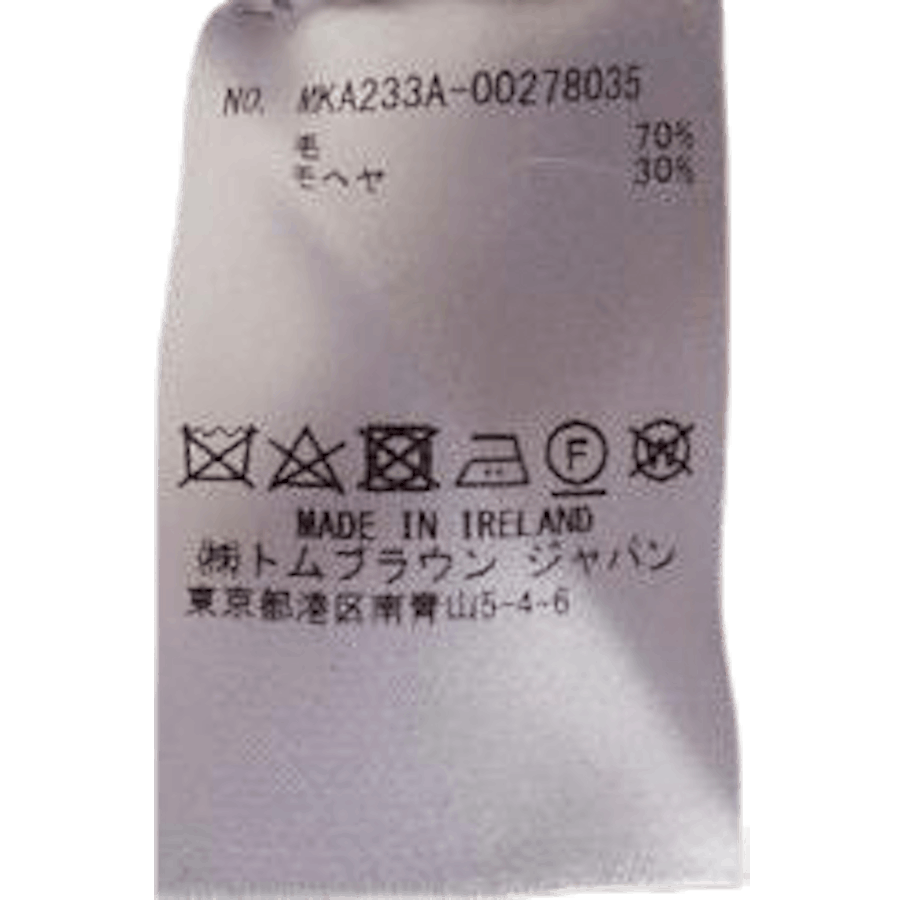 NO. MKA233A-00278035
毛 70%
モヘヤ 30%
F W
MADE IN IRELAND
㈱トムブラウン ジャパン
東京都港区南青山5-4-6